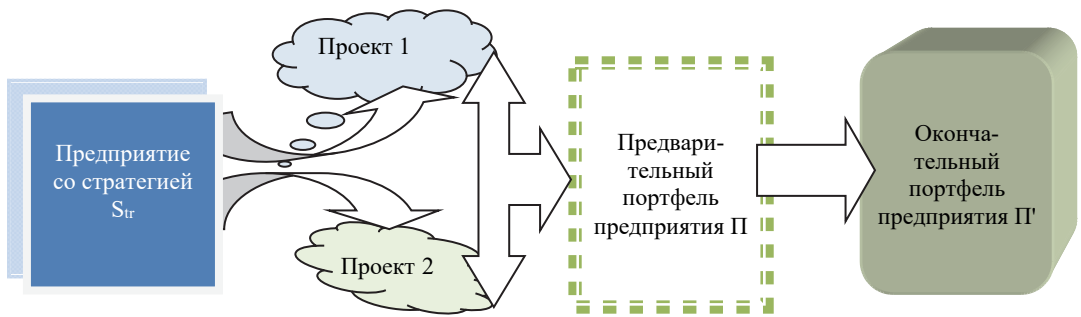 Предприятие
со стратегией
Str
Проект 1
Проект 2
Предвари-
тельный
портфель
предприятия П
Оконча-
тельный
портфель
предприятия П'